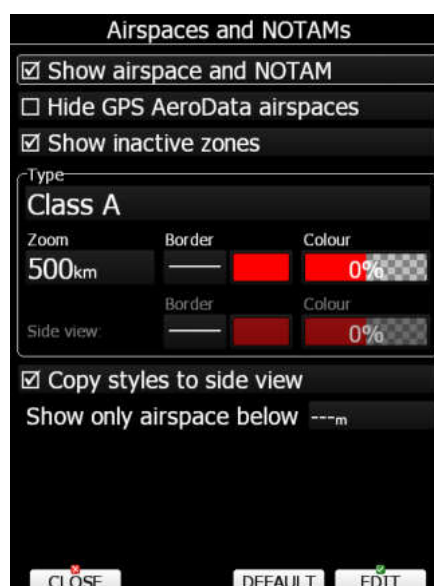 Airspaces and NOTAMs
Show airspace and NOTAM
Hide GPS AeroData airspaces
Show inactive zones
Type
Class A
Zoom Border Colour
500km 0%
Border Colour
Side view: 0%
Copy styles to side view
Show only airspace below ---m
CLOSE DEFAULT EDIT